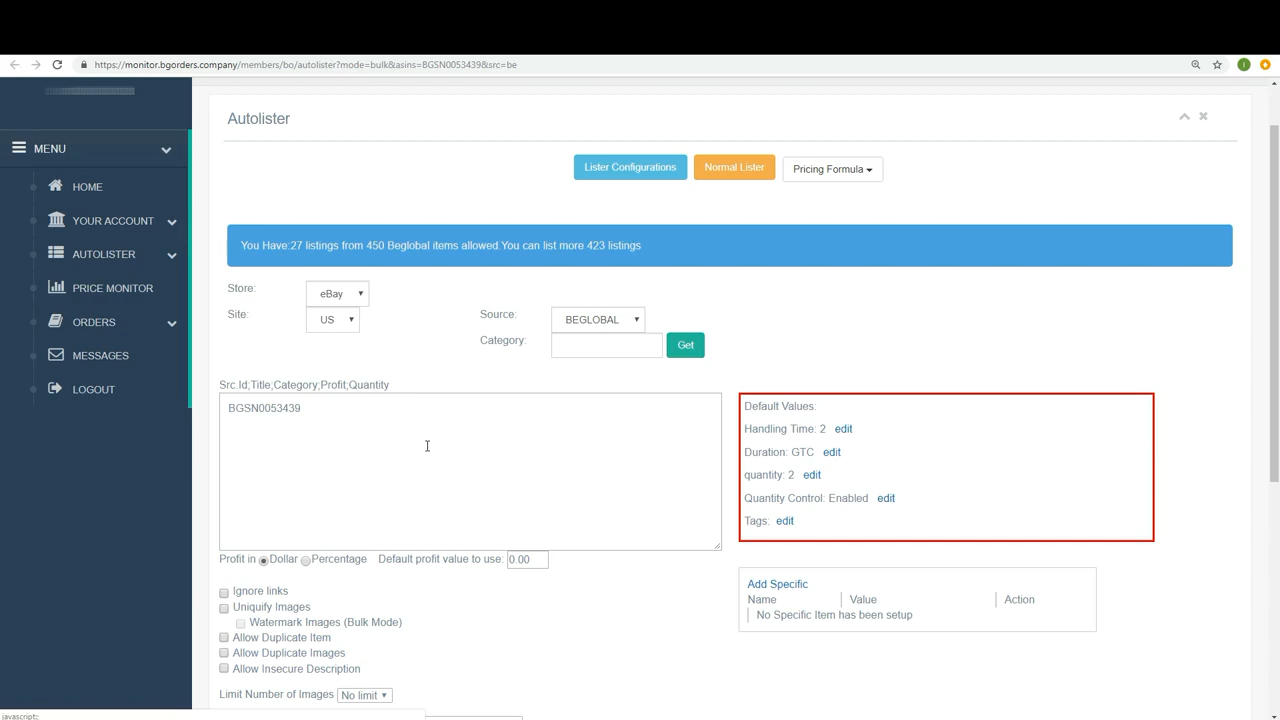 https://monitor.bgorders.company/members/bo/autolister?mode=bulk&asins=BGSN0053439&src=be
I
MENU
HOME
YOUR ACCOUNT
AUTOLISTER
PRICE MONITOR
ORDERS
MESSAGES
LOGOUT
Autolister
Lister Configurations
Normal Lister
Pricing Formula
You Have:27 listings from 450 Beglobal items allowed.You can list more 423 listings
Store:
eBay
Site:
US
Source:
BEGLOBAL
Category:
Get
Src.Id;Title;Category;Profit;Quantity
BGSN0053439
Default Values:
Handling Time: 2 edit
Duration: GTC edit
quantity: 2 edit
Quantity Control: Enabled edit
Tags: edit
Profit in Dollar Percentage Default profit value to use: 0.00
Add Specific
Name Value Action
No Specific Item has been setup
Ignore links
Uniquify Images
Watermark Images (Bulk Mode)
Allow Duplicate Item
Allow Duplicate Images
Allow Insecure Description
Limit Number of Images No limit
javascript:;